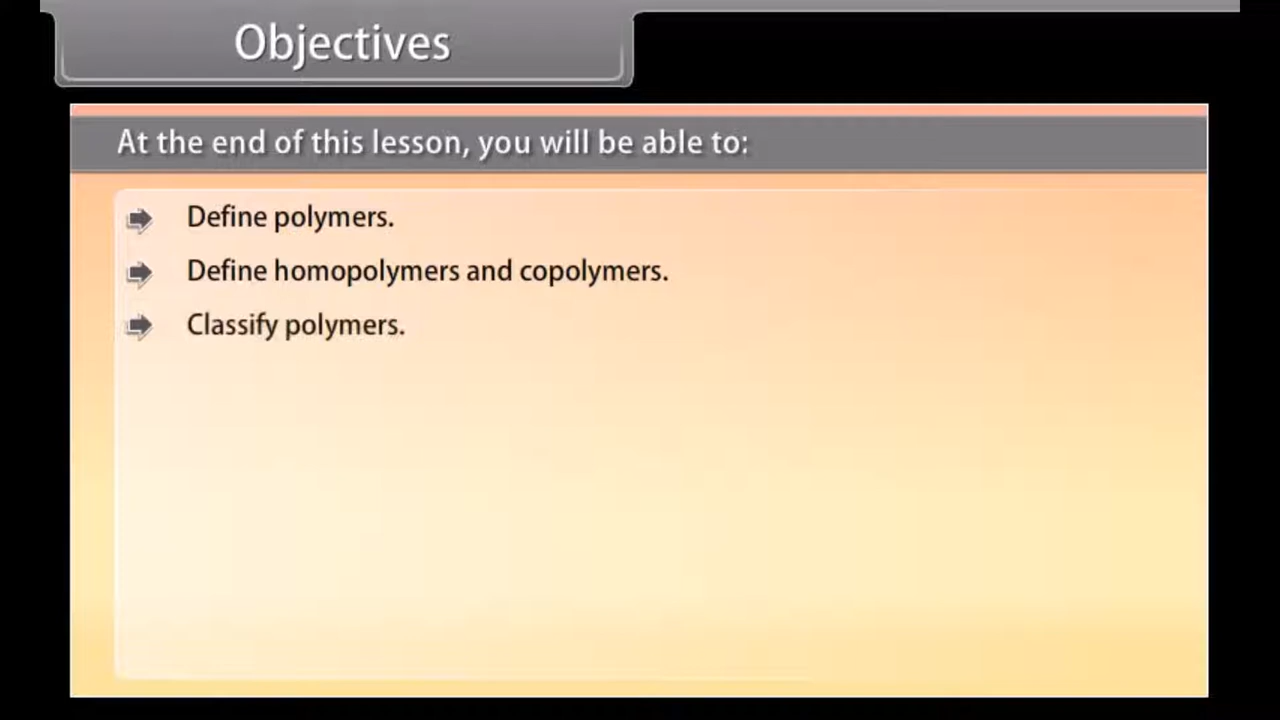 Objectives
At the end of this lesson, you will be able to:
Define polymers.
Define homopolymers and copolymers.
Classify polymers.